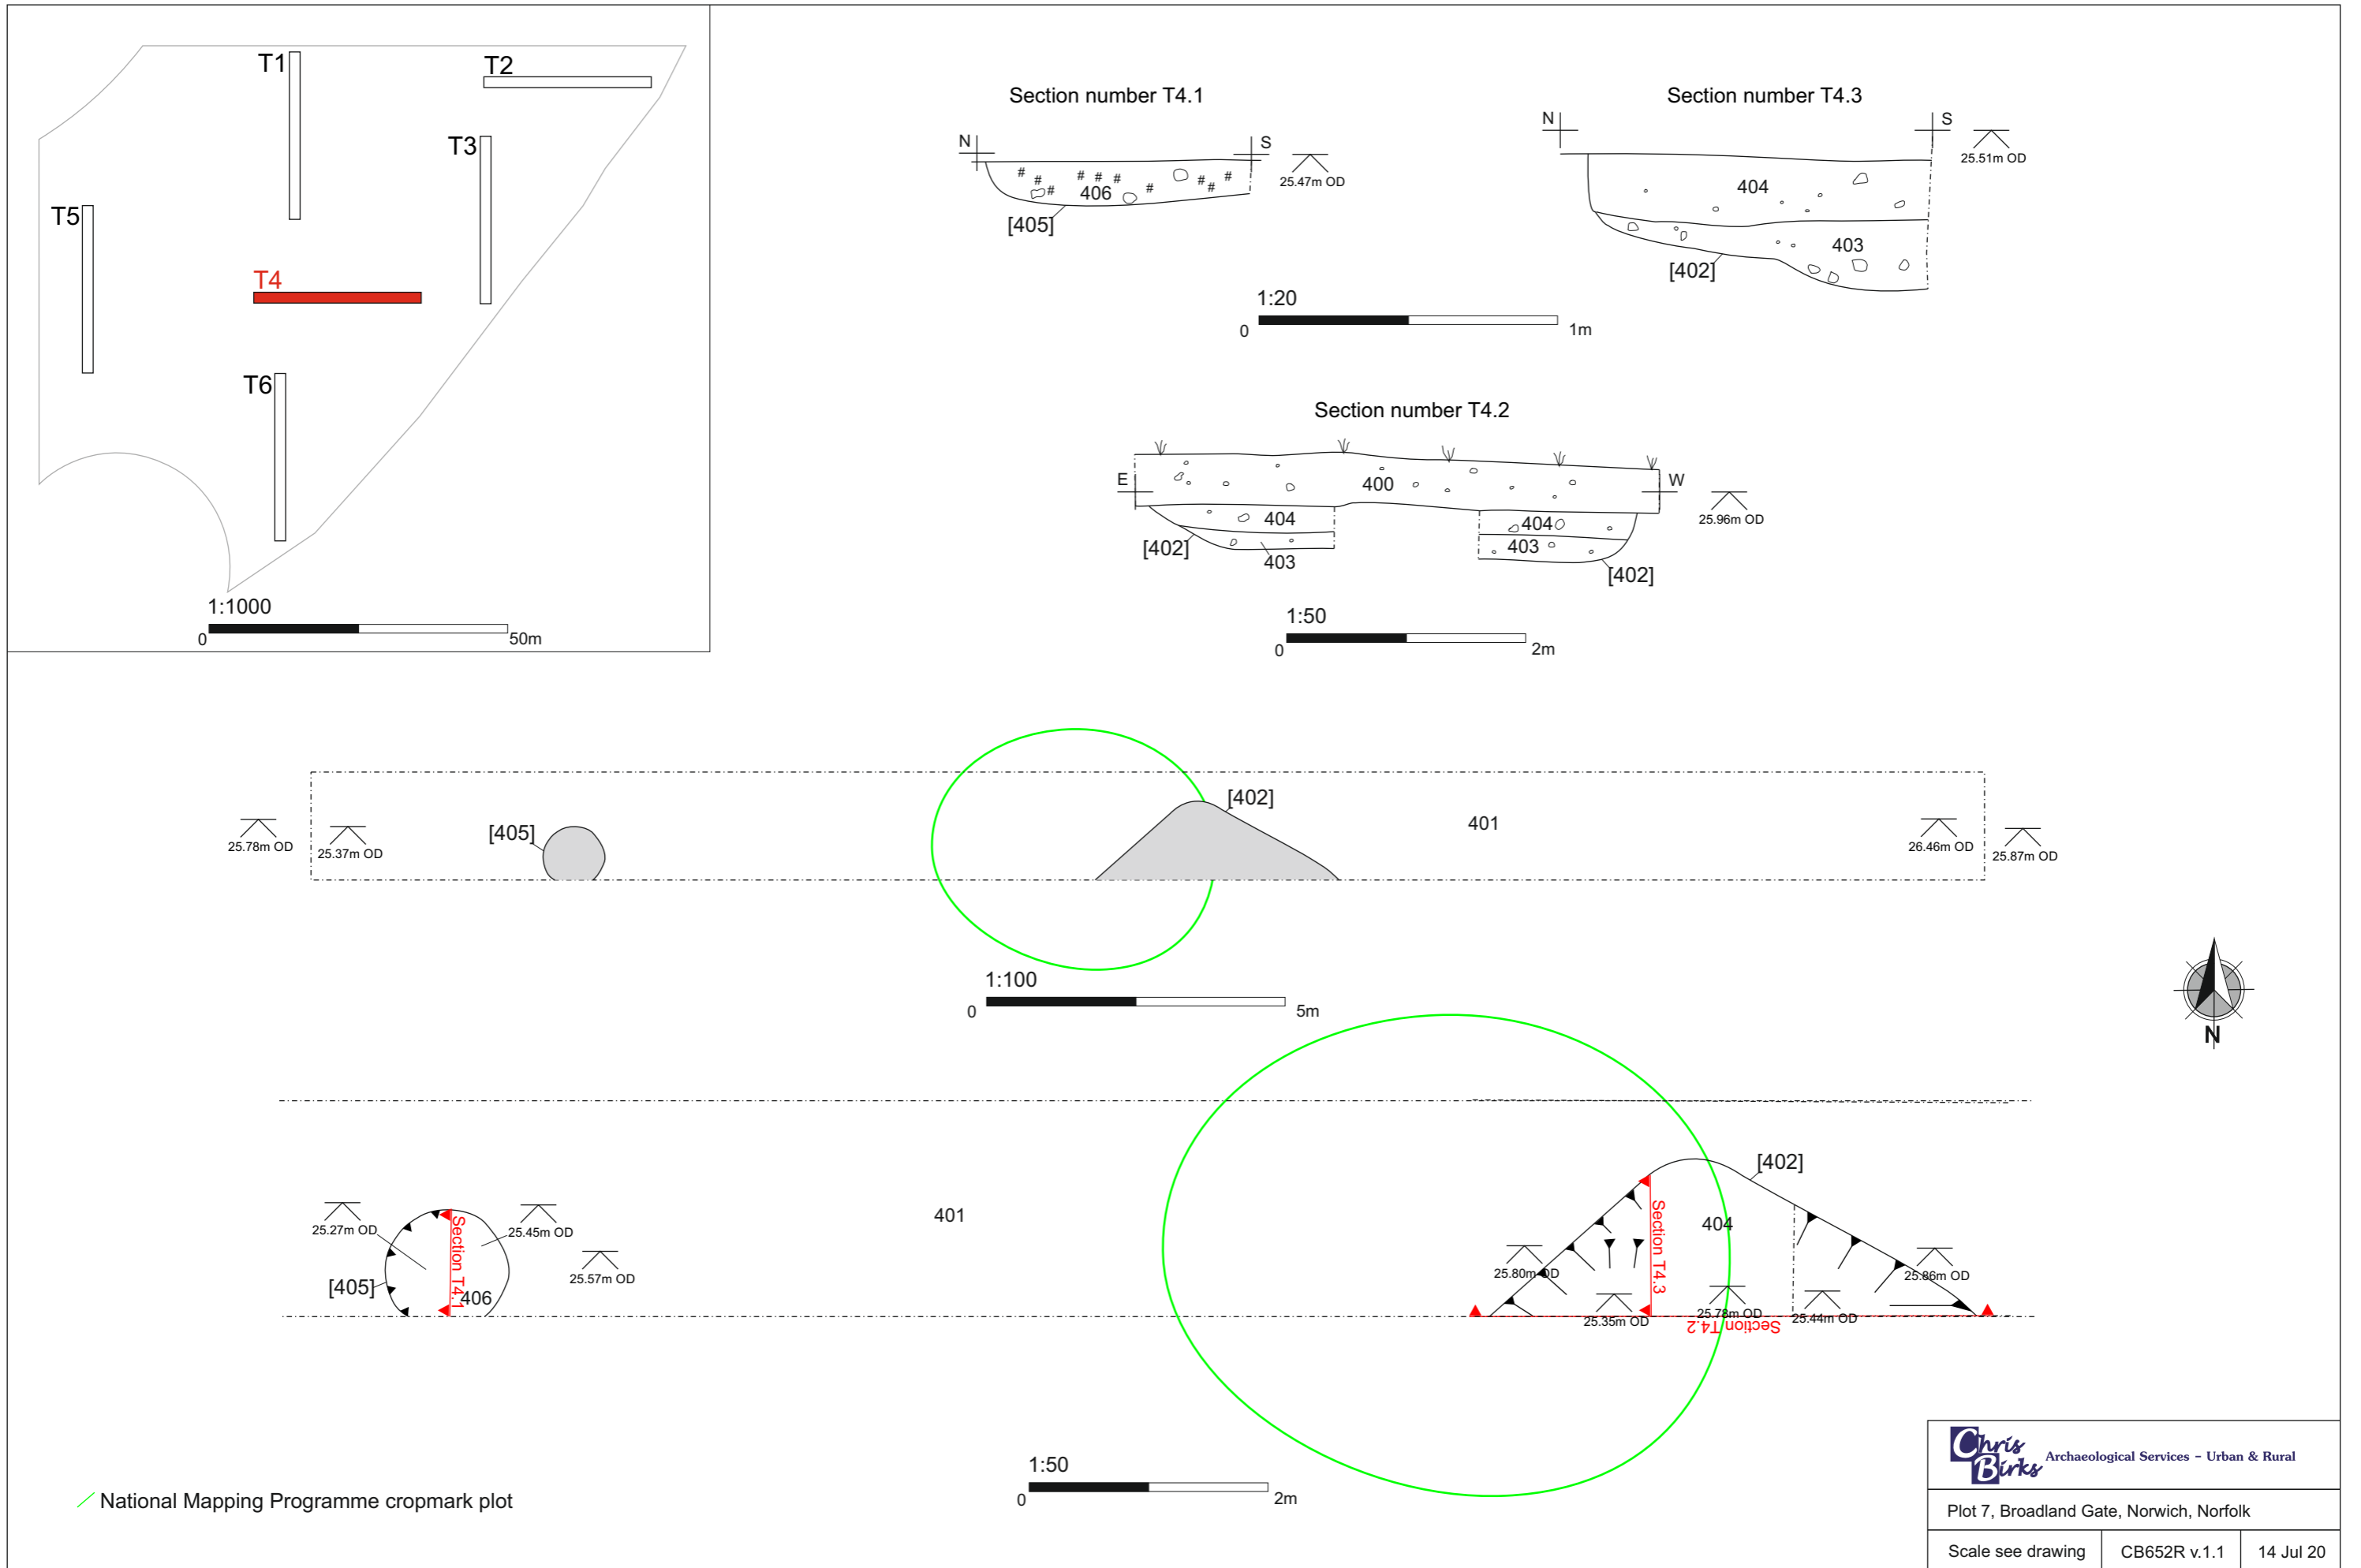 T1
T2
T3
T5
T4
T6
1:1000
0
50m
Section number T4.1
N
S
25.47m OD
# # # # # # # # # # #
406
[405]
Section number T4.3
N
S
25.51m OD
404
403
[402]
1:20
0
1m
Section number T4.2
E
W
400
25.96m OD
404
404
403
403
[402]
[402]
1:50
0
2m
[402]
[405]
401
25.78m OD
25.37m OD
26.46m OD
25.87m OD
1:100
0
5m
N
[402]
25.27m OD
25.45m OD
25.57m OD
[405]
406
Section T4.1
401
Section T4.3
404
25.80m OD
25.86m OD
25.35m OD
25.78m OD
25.44m OD
Section T4.2
1:50
0
2m
National Mapping Programme cropmark plot
Chris Birks
Archaeological Services - Urban & Rural
Plot 7, Broadland Gate, Norwich, Norfolk
Scale see drawing
CB652R v.1.1
14 Jul 20